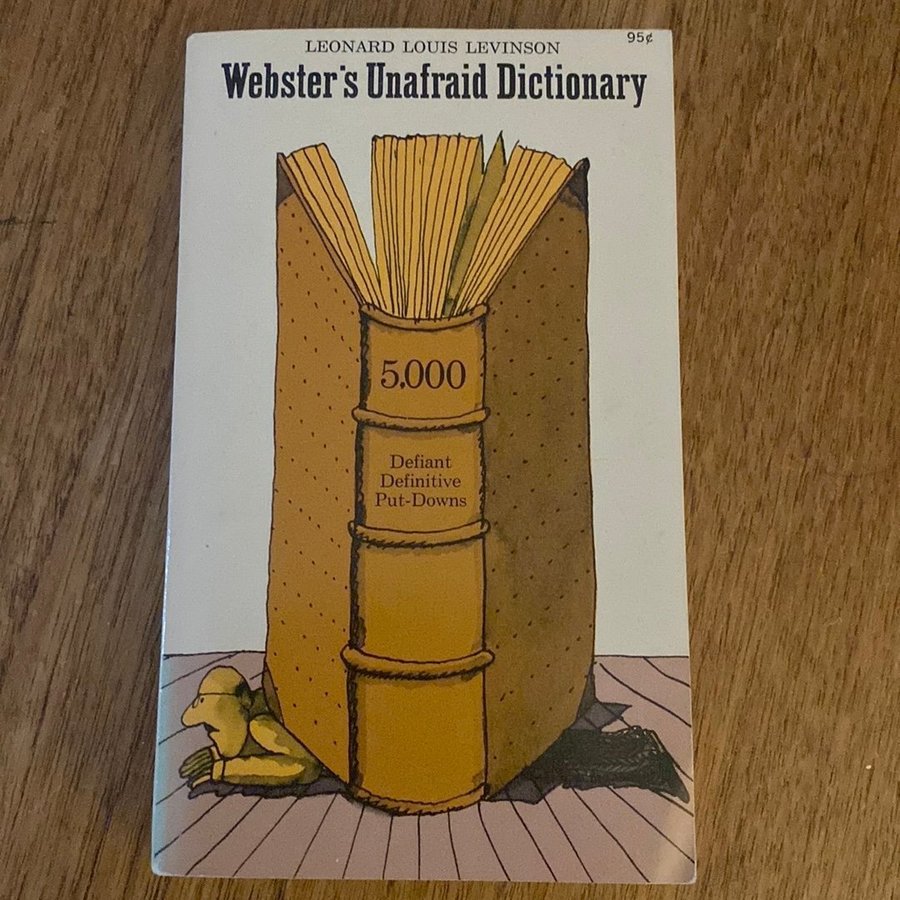 LEONARD LOUIS LEVINSON
95¢
Webster's Unafraid Dictionary
5,000
Defiant
Definitive
Put-Downs